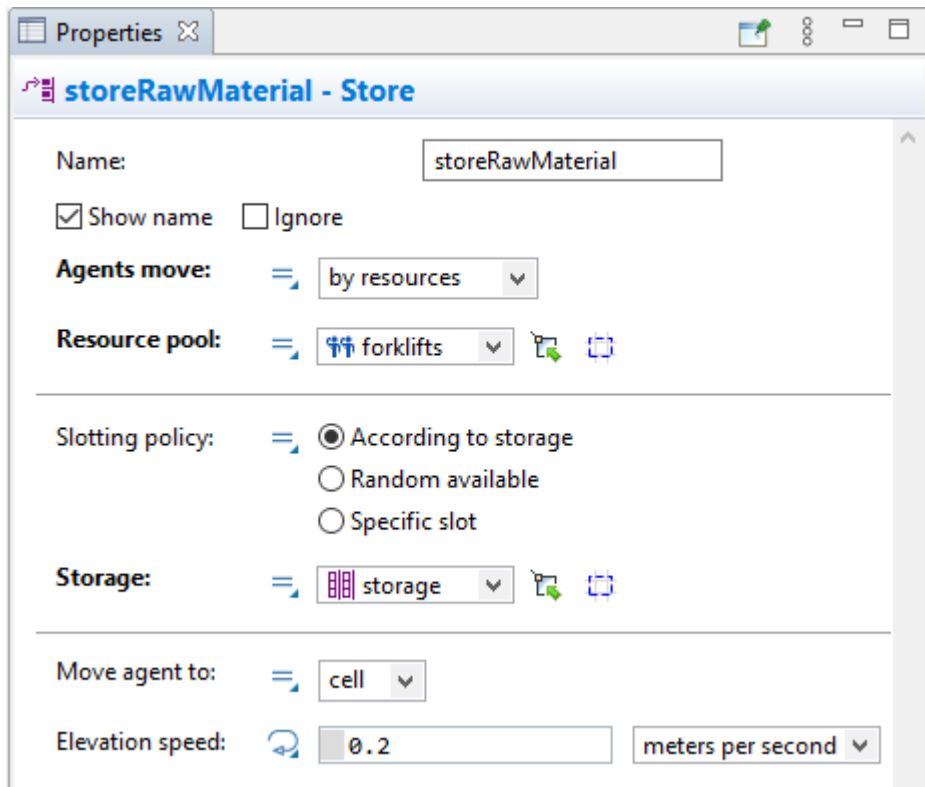 Properties
storeRawMaterial - Store
Name: storeRawMaterial
Show name Ignore
Agents move: by resources
Resource pool: forklifts
Slotting policy: According to storage
Random available
Specific slot
Storage: storage
Move agent to: cell
Elevation speed: 0.2 meters per second